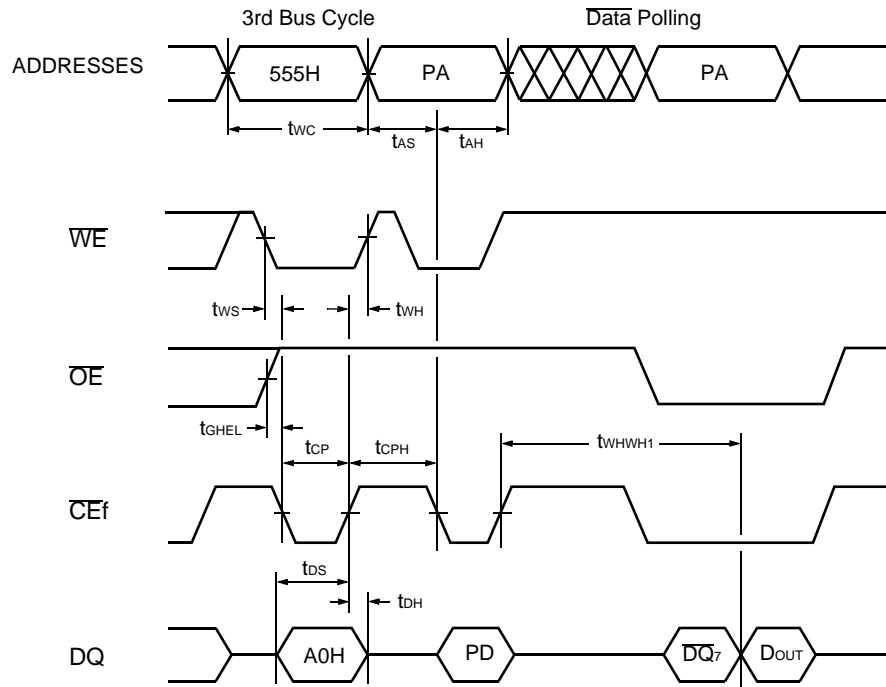 3rd Bus Cycle
Data Polling
ADDRESSES
555H
PA
PA
tWC
tAS
tAH
WE
tWS
tWH
OE
tGHEL
tCP
tCPH
tWHWH1
CEf
tDS
tDH
DQ
A0H
PD
DQ7
DOUT